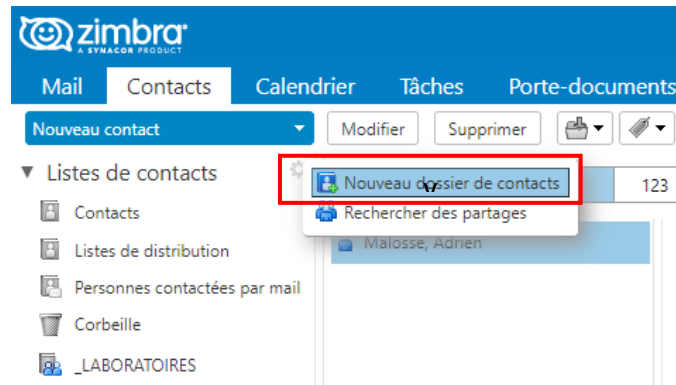 zimbra
A SYNACOR PRODUCT
Mail Contacts Calendrier Tâches Porte-documents
Nouveau contact Modifier Supprimer
Listes de contacts
Nouveau dossier de contacts 123
Contacts
Rechercher des partages
Listes de distribution
Malosse, Adrien
Personnes contactées par mail
Corbeille
_LABORATOIRES